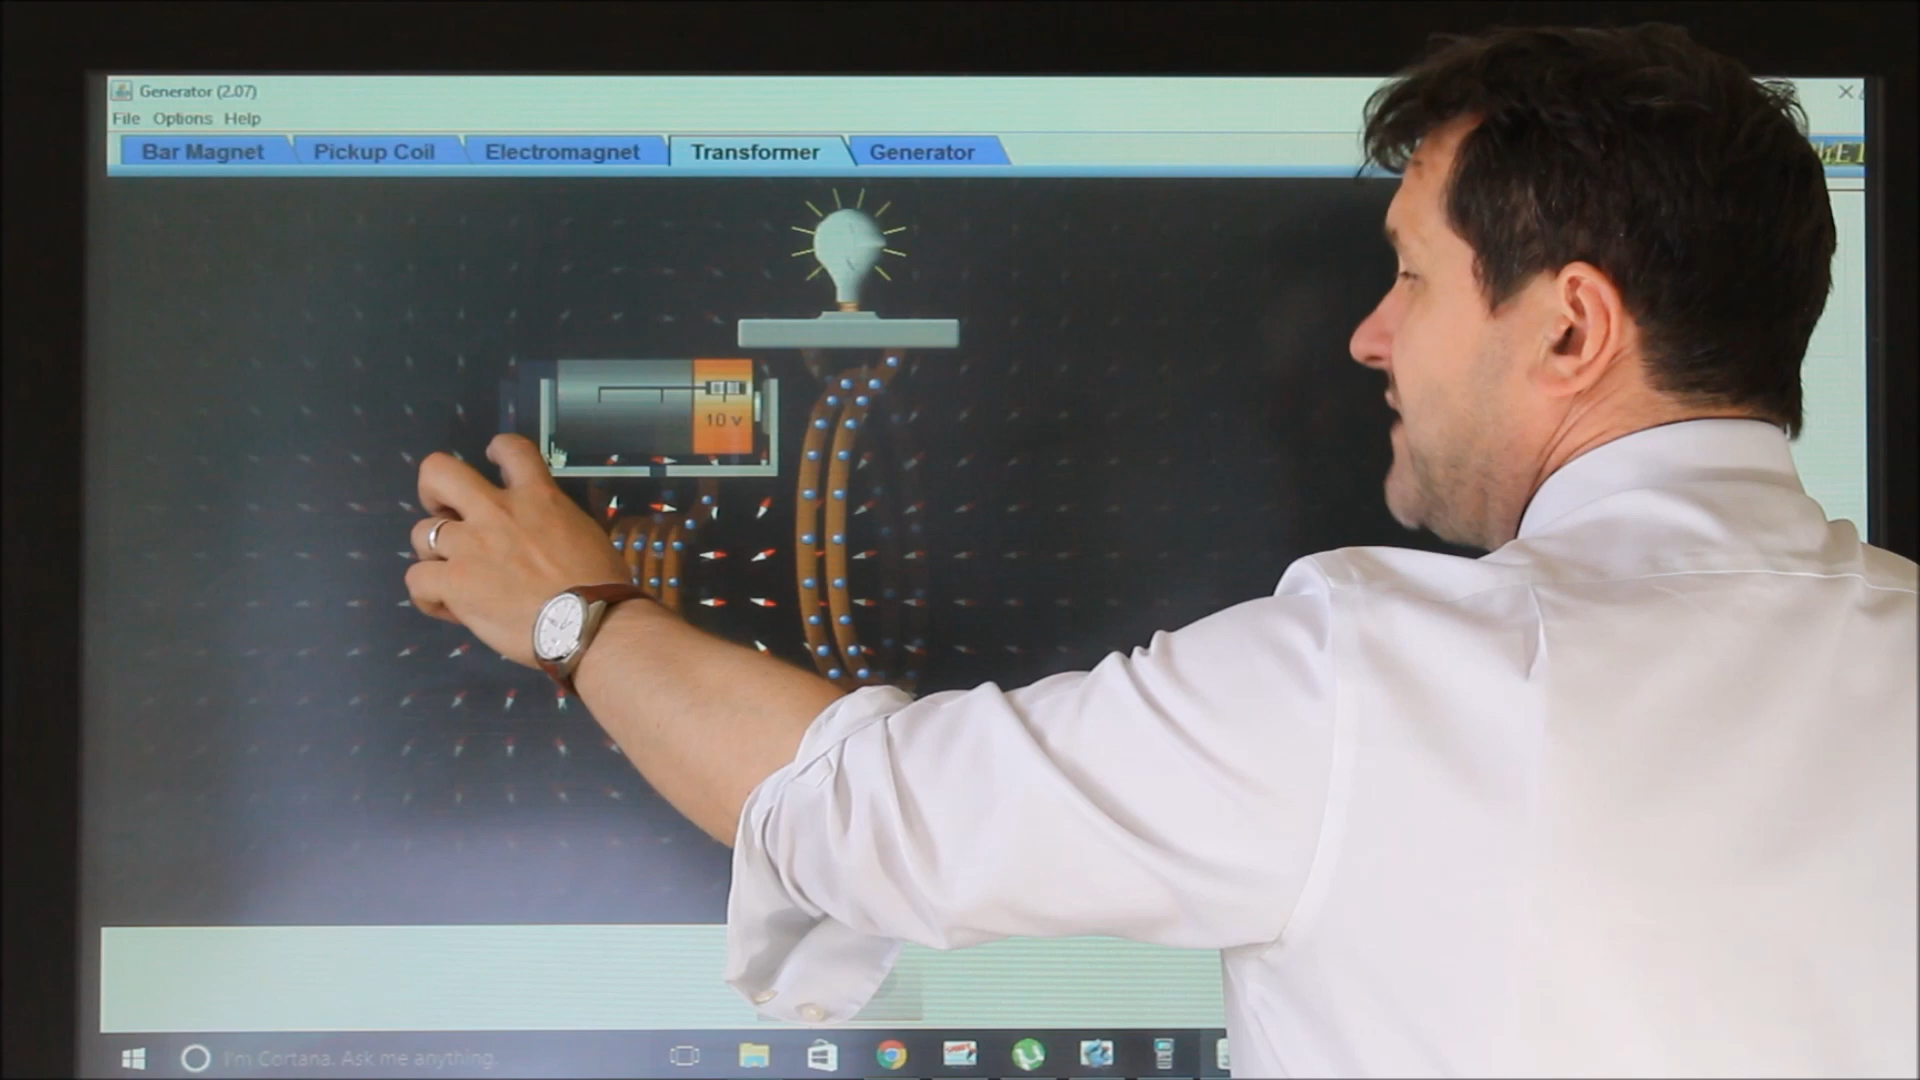 Generator (2.07)
File Options Help
Bar Magnet Pickup Coil Electromagnet Transformer Generator
10 v
I'm Cortana. Ask me anything.